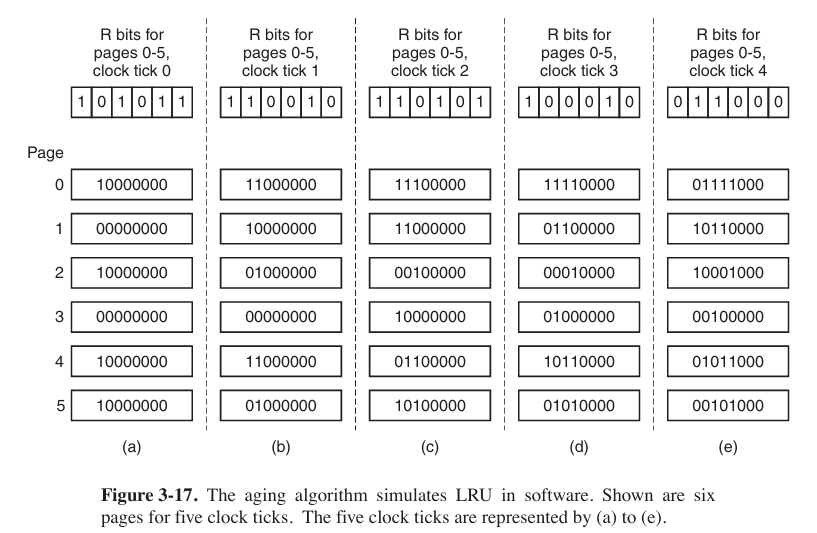 R bits for pages 0-5, clock tick 0
R bits for pages 0-5, clock tick 1
R bits for pages 0-5, clock tick 2
R bits for pages 0-5, clock tick 3
R bits for pages 0-5, clock tick 4
1 0 1 0 1 1
1 1 0 0 1 0
1 1 0 1 0 1
1 0 0 0 1 0
0 1 1 0 0 0
Page
0 10000000 11000000 11100000 11110000 01111000
1 00000000 10000000 11000000 01100000 10110000
2 10000000 01000000 00100000 00010000 10001000
3 00000000 00000000 10000000 01000000 00100000
4 10000000 11000000 01100000 10110000 01011000
5 10000000 01000000 10100000 01010000 00101000
(a) (b) (c) (d) (e)
Figure 3-17. The aging algorithm simulates LRU in software. Shown are six
pages for five clock ticks. The five clock ticks are represented by (a) to (e).